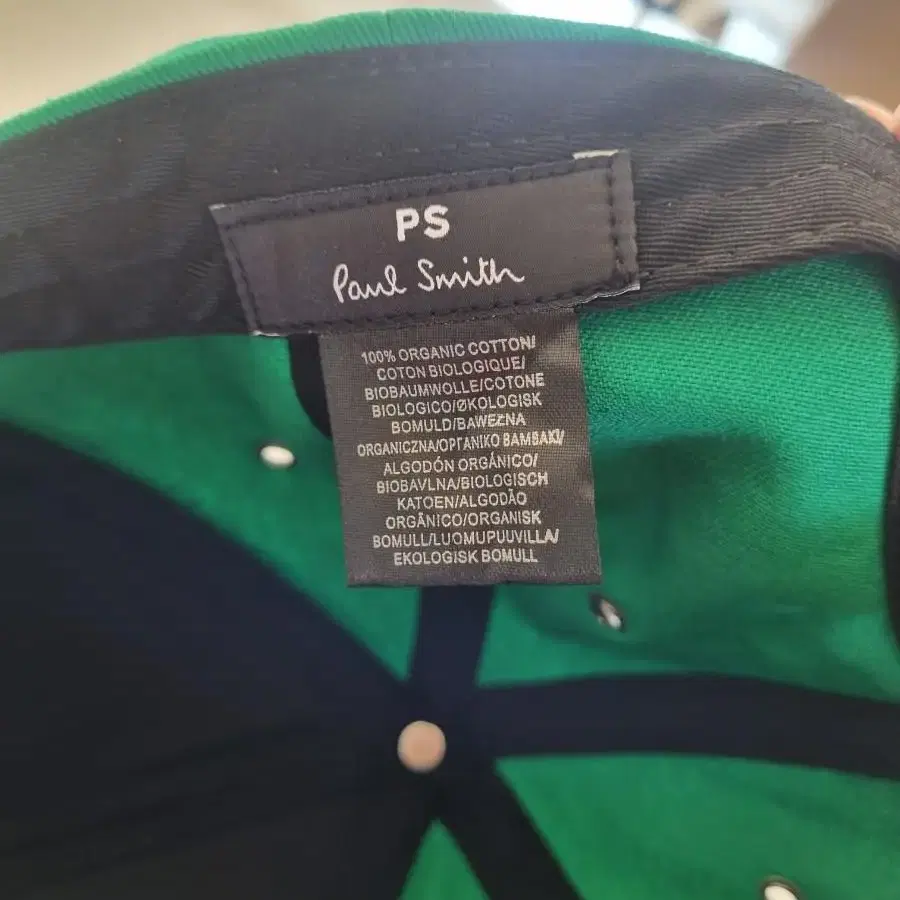 PS
Paul Smith
100% ORGANIC COTTON/
COTON BIOLOGIQUE/
BIOBAUMWOLLE/COTONE
BIOLOGICO/ØKOLOGISK
BOMULD/BAWEŁNA
ORGANICZNA/ΟΡΓΑΝΙΚΟ ΒΑΜΒΑΚΙ/
ALGODÓN ORGÁNICO/
BIOBAVLNA/BIOLOGISCH
KATOEN/ALGODÃO
ORGÂNICO/ORGANISK
BOMULL/LUOMUPUUVILLA/
EKOLOGISK BOMULL